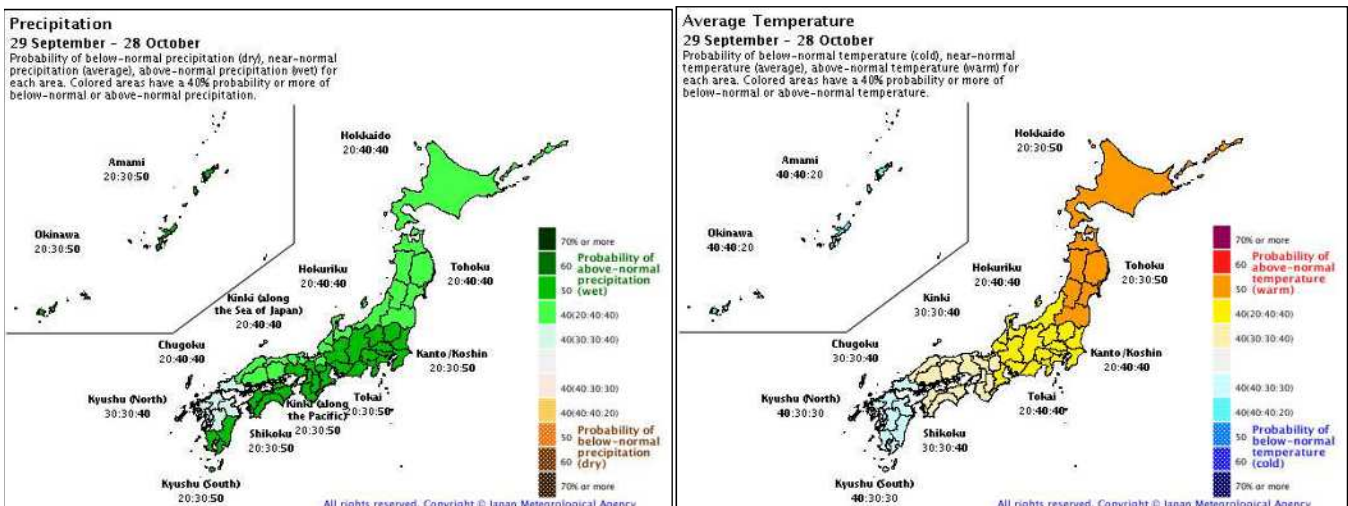 Precipitation
29 September - 28 October
Probability of below-normal precipitation (dry), near-normal
precipitation (average), above-normal precipitation (wet) for
each area. Colored areas have a 40% probability or more of
below-normal or above-normal precipitation.
Hokkaido
20:40:40
Amami
20:30:50
Okinawa
20:30:50
Hokuriku
20:40:40
Tohoku
20:40:40
Kinki (along
the Sea of Japan)
20:40:40
Chugoku
20:40:40
Kanto/Koshin
20:30:50
Kyushu (North)
30:30:40
Tokai
20:30:50
Kinki (along
the Pacific)
20:30:50
Shikoku
20:30:50
Kyushu (South)
20:30:50
70% or more
60
50
40(20:40:40)
40(30:30:40)
40(40:30:30)
40(40:40:20)
50
60
70% or more
Probability of
above-normal
precipitation
(wet)
Probability of
below-normal
precipitation
(dry)
All rights reserved. Copyright © Japan Meteorological Agency
Average Temperature
29 September - 28 October
Probability of below-normal temperature (cold), near-normal
temperature (average), above-normal temperature (warm) for
each area. Colored areas have a 40% probability or more of
below-normal or above-normal temperature.
Hokkaido
20:30:50
Amami
40:40:20
Okinawa
40:40:20
Hokuriku
20:40:40
Tohoku
20:30:50
Kinki
30:30:40
Chugoku
30:30:40
Kanto/Koshin
20:40:40
Kyushu (North)
40:30:30
Tokai
20:40:40
Shikoku
30:30:40
Kyushu (South)
40:30:30
70% or more
60
50
40(20:40:40)
40(30:30:40)
40(40:30:30)
40(40:40:20)
50
60
70% or more
Probability of
above-normal
temperature
(warm)
Probability of
below-normal
temperature
(cold)
All rights reserved. Copyright © Japan Meteorological Agency